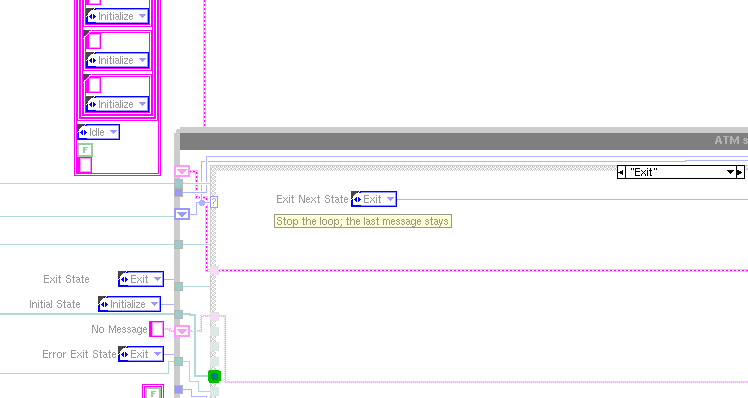 Initialize
Initialize
Initialize
Idle
F
ATM s
"Exit"
?
Exit Next State Exit
Stop the loop; the last message stays
Exit State Exit
Initial State Initialize
No Message
Error Exit State Exit
F